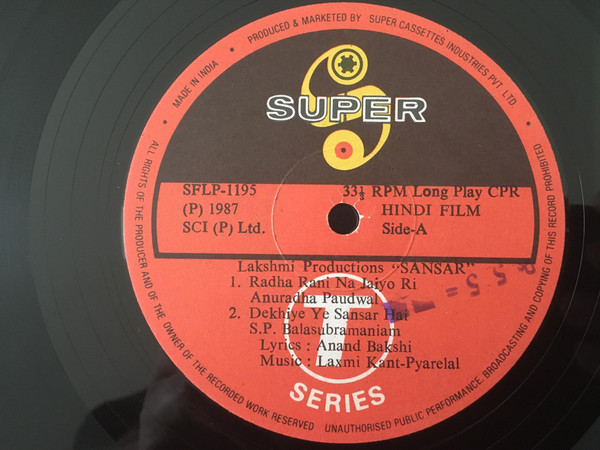 • PRODUCED & MARKETED BY SUPER CASSETTES INDUSTRIES PVT. LTD. •
• MADE IN INDIA •
SUPER
SFLP-1195 33⅓ RPM Long Play CPR
(P) 1987 HINDI FILM
SCI (P) Ltd. Side-A
Lakshmi Productions "SANSAR"
1. Radha Rani Na Jaiyo Ri
Anuradha Paudwal
2. Dekhiye Ye Sansar Hai
S.P. Balasubramaniam
Lyrics : Anand Bakshi
Music : Laxmi Kant-Pyarelal
T
SERIES
ALL RIGHTS OF THE PRODUCER AND OF THE OWNER OF THE RECORDED WORK RESERVED UNAUTHORISED PUBLIC PERFORMANCE, BROADCASTING AND COPYING OF THIS RECORD PROHIBITED